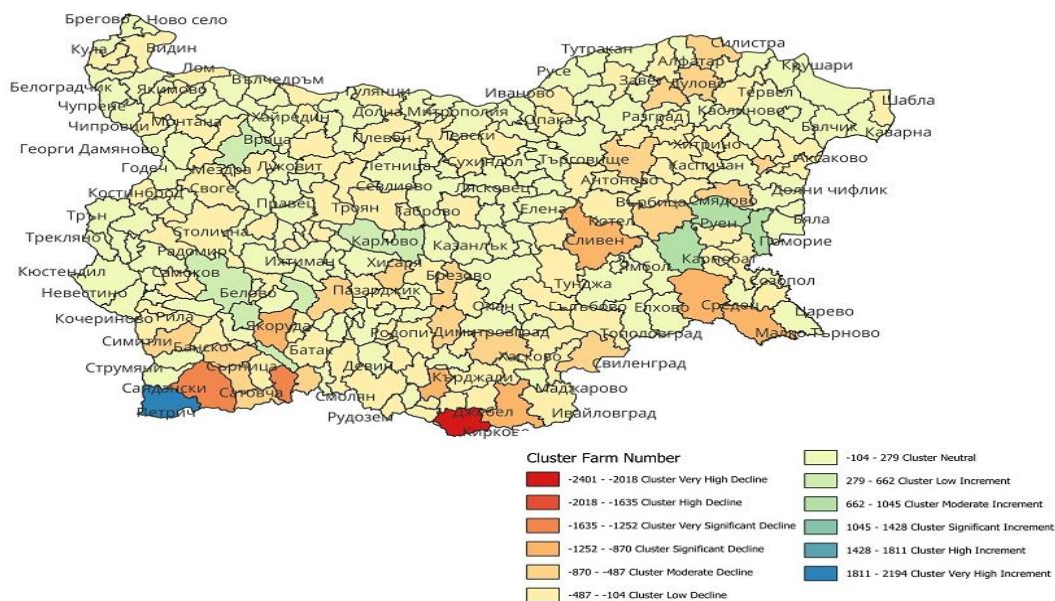 Брегово Ново село
Кула Видин
Лом
Белоградчик Якимово Вълчедръм
Чупрене
Чипровци Монтана Хайредин
Георги Дамяново Враца
Годеч Мездра Луковит
Костинброд Своге
Гулянци
Долна Митрополия
Плевен Левски
Летница Сухиндол
Севлиево Лясковец
Правец Троян Габрово Елена
Тутракан Силистра
Русе Алфатар Крушари
Иваново Завет Дулово Тервел
Опака Разград Каолиново Шабла
Балчик Каварна
Хитрино
Търговище Каспичан Аксаково
Антоново Долни чифлик
Върбица Смядово
Котел Руен Бяла
Сливен Поморие
Карнобат
Ямбол Созопол
Тунджа
Трън
Трекляно Столична
Радомир Ихтиман Карлово Казанлък
Кюстендил Самоков Хисаря
Невестино Белово Пазарджик Брезово
Кочериново Рила Якоруда
Симитли Банско Батак Родопи Димитровград
Гълъбово Елхово Средец Царево
Тополовград Малко Търново
Струмяни Сърница Девин Хасково Свиленград
Сандански Сатовча Кърджали Маджарово
Петрич Смолян
Рудозем Джебел Ивайловград
Кирково
Cluster Farm Number
-2401 - -2018 Cluster Very High Decline
-2018 - -1635 Cluster High Decline
-1635 - -1252 Cluster Very Significant Decline
-1252 - -870 Cluster Significant Decline
-870 - -487 Cluster Moderate Decline
-487 - -104 Cluster Low Decline
-104 - 279 Cluster Neutral
279 - 662 Cluster Low Increment
662 - 1045 Cluster Moderate Increment
1045 - 1428 Cluster Significant Increment
1428 - 1811 Cluster High Increment
1811 - 2194 Cluster Very High Increment